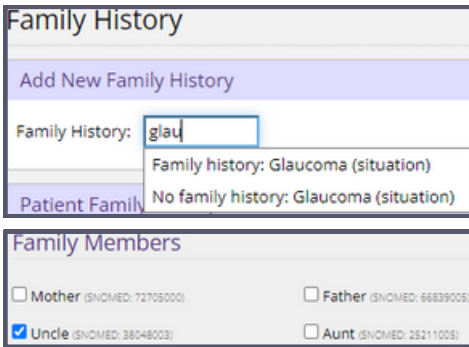 Family History
Add New Family History
Family History: glau
Family history: Glaucoma (situation)
No family history: Glaucoma (situation)
Patient Family
Family Members
Mother (SNOMED: 72705000) Father (SNOMED: 66839005)
Uncle (SNOMED: 38048003) Aunt (SNOMED: 25211005)